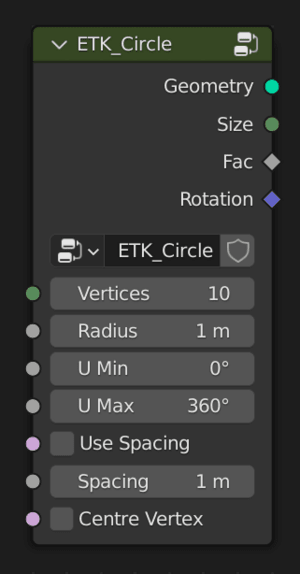 ETK_Circle
Geometry
Size
Fac
Rotation
ETK_Circle
Vertices 10
Radius 1 m
U Min 0°
U Max 360°
Use Spacing
Spacing 1 m
Centre Vertex